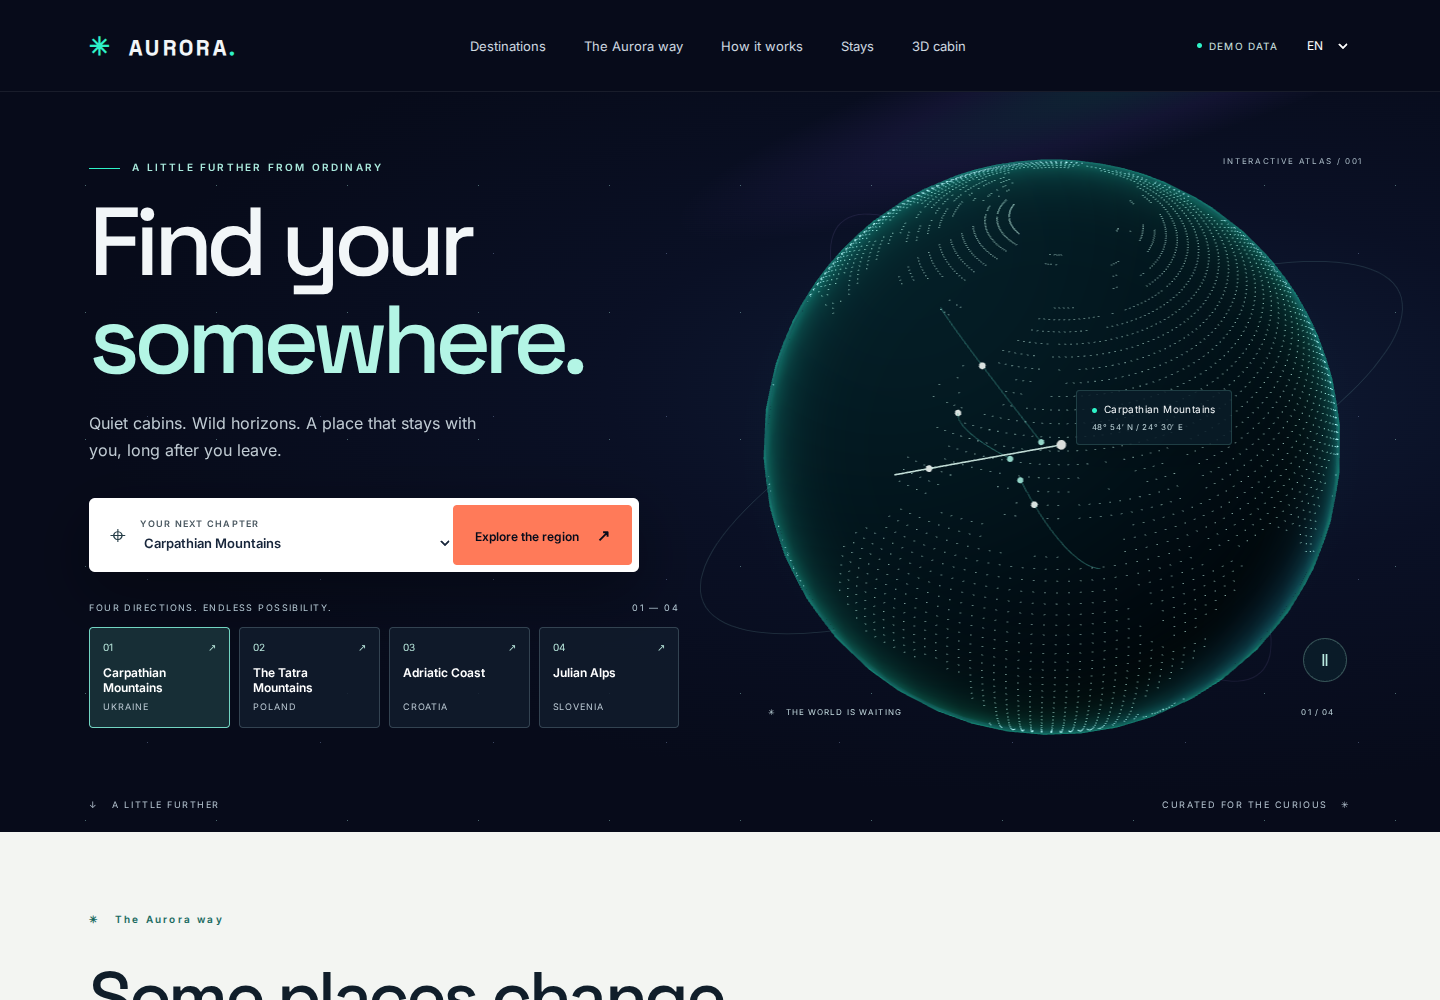 AURORA.
Destinations
The Aurora way
How it works
Stays
3D cabin
DEMO DATA
EN
A LITTLE FURTHER FROM ORDINARY
INTERACTIVE ATLAS / 001
Find your
somewhere.
Quiet cabins. Wild horizons. A place that stays with
you, long after you leave.
Carpathian Mountains
48° 54′ N / 24° 30′ E
YOUR NEXT CHAPTER
Carpathian Mountains
Explore the region ↗
FOUR DIRECTIONS. ENDLESS POSSIBILITY.
01 — 04
01 ↗
Carpathian
Mountains
UKRAINE
02 ↗
The Tatra
Mountains
POLAND
03 ↗
Adriatic Coast
CROATIA
04 ↗
Julian Alps
SLOVENIA
THE WORLD IS WAITING
01 / 04
↓ A LITTLE FURTHER
CURATED FOR THE CURIOUS
The Aurora way
Some places change